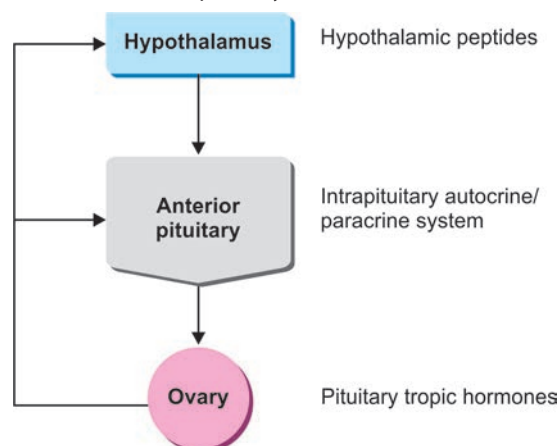 Hypothalamus
Hypothalamic peptides
Anterior
pituitary
Intrapituitary autocrine/
paracrine system
Ovary
Pituitary tropic hormones